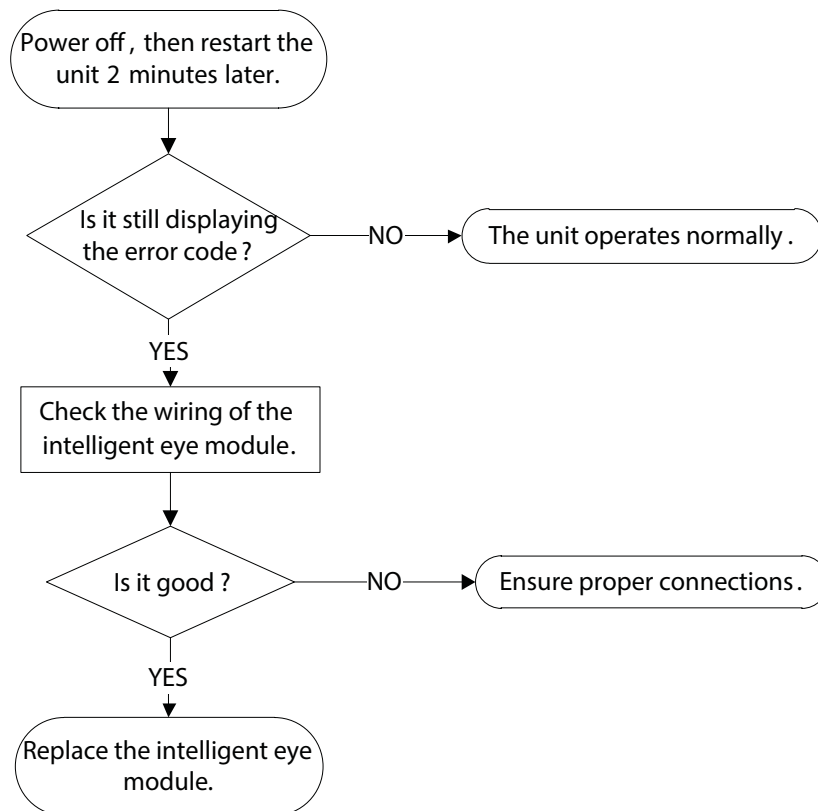 Power off, then restart the
unit 2 minutes later.
Is it still displaying
the error code?
NO
The unit operates normally.
YES
Check the wiring of the
intelligent eye module.
Is it good?
NO
Ensure proper connections.
YES
Replace the intelligent eye
module.